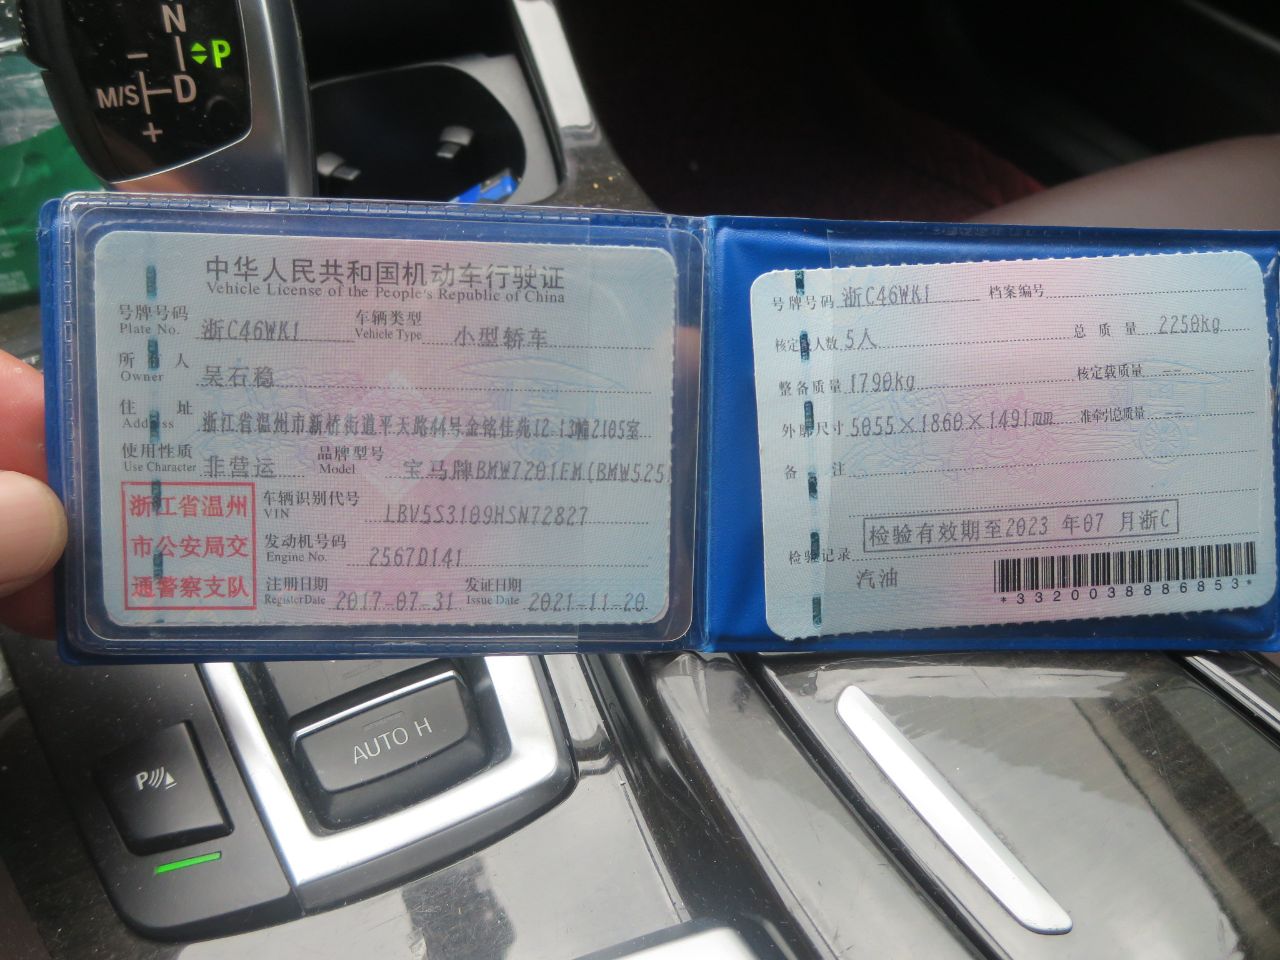 N
P
M/S
D
中华人民共和国机动车行驶证
Vehicle License of the People's Republic of China
号牌号码 浙C46WK1 车辆类型 小型轿车
Plate No. Vehicle Type
所有人 吴石稳
Owner
住址 浙江省温州市新桥街道平天路44号金铭佳苑12.13幢2105室
Address
使用性质 非营运 品牌型号 宝马牌BMW7201EM(BMW525
Use Character Model
浙江省温州
市公安局交
通警察支队
车辆识别代号 LBV5S3109HSN72827
VIN
发动机号码 2567D141
Engine No.
注册日期 2017-07-31 发证日期 2021-11-20
Register Date Issue Date
号牌号码 浙C46WK1 档案编号
核定载人数 5人 总质量 2250kg
整备质量 1790kg 核定载质量 --
外廓尺寸 5055×1860×1491mm 准牵引总质量 --
备注
检验有效期至2023年07月浙C
检验记录
汽油
*3320038886853*
AUTO H
P